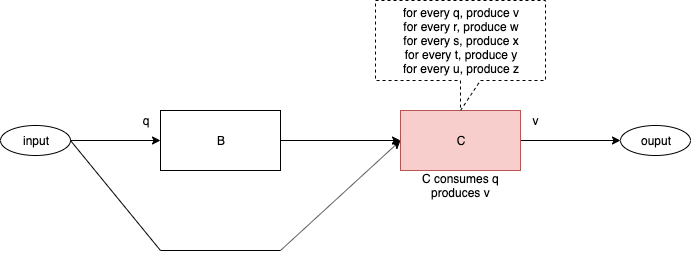 for every q, produce v
for every r, produce w
for every s, produce x
for every t, produce y
for every u, produce z
q
v
input
B
C
ouput
C consumes q
produces v